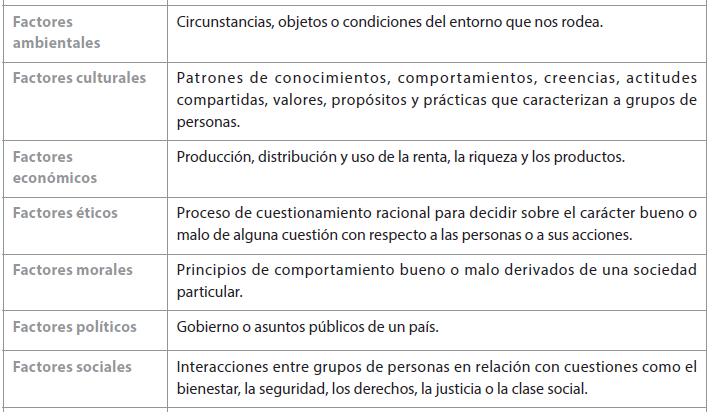 Factores
ambientales
Circunstancias, objetos o condiciones del entorno que nos rodea.
Factores culturales
Patrones de conocimientos, comportamientos, creencias, actitudes
compartidas, valores, propósitos y prácticas que caracterizan a grupos de
personas.
Factores
económicos
Producción, distribución y uso de la renta, la riqueza y los productos.
Factores éticos
Proceso de cuestionamiento racional para decidir sobre el carácter bueno o
malo de alguna cuestión con respecto a las personas o a sus acciones.
Factores morales
Principios de comportamiento bueno o malo derivados de una sociedad
particular.
Factores políticos
Gobierno o asuntos públicos de un país.
Factores sociales
Interacciones entre grupos de personas en relación con cuestiones como el
bienestar, la seguridad, los derechos, la justicia o la clase social.